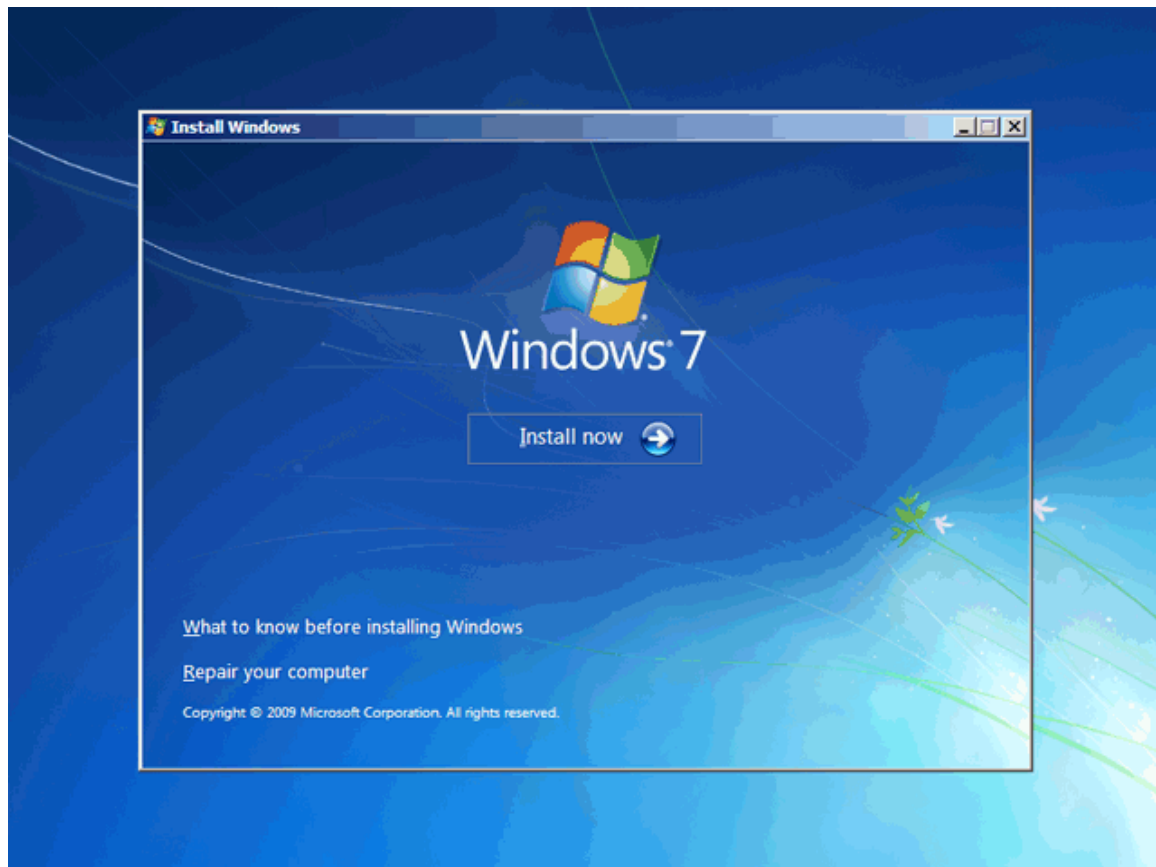 Install Windows
Windows® 7
Install now
What to know before installing Windows
Repair your computer
Copyright © 2009 Microsoft Corporation. All rights reserved.